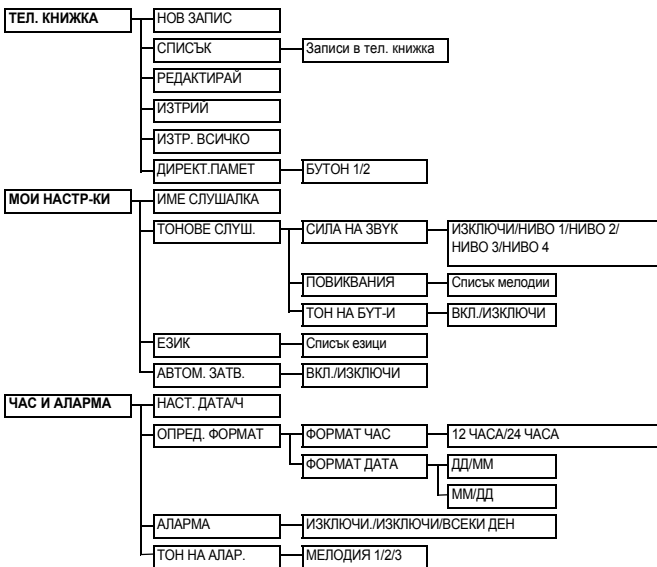 ТЕЛ. КНИЖКА
НОВ ЗАПИС
СПИСЪК
Записи в тел. книжка
РЕДАКТИРАЙ
ИЗТРИЙ
ИЗТР. ВСИЧКО
ДИРЕКТ.ПАМЕТ
БУТОН 1/2
МОИ НАСТР-КИ
ИМЕ СЛУШАЛКА
ТОНОВЕ СЛУШ.
СИЛА НА ЗВУК
ИЗКЛЮЧИ/НИВО 1/НИВО 2/
НИВО 3/НИВО 4
ПОВИКВАНИЯ
Списък мелодии
ТОН НА БУТ-И
ВКЛ./ИЗКЛЮЧИ
ЕЗИК
Списък езици
АВТОМ. ЗАТВ.
ВКЛ./ИЗКЛЮЧИ
ЧАС И АЛАРМА
НАСТ. ДАТА/Ч
ОПРЕД. ФОРМАТ
ФОРМАТ ЧАС
12 ЧАСА/24 ЧАСА
ФОРМАТ ДАТА
ДД/ММ
ММ/ДД
АЛАРМА
ИЗКЛЮЧИ./ИЗКЛЮЧИ/ВСЕКИ ДЕН
ТОН НА АЛАР.
МЕЛОДИЯ 1/2/3